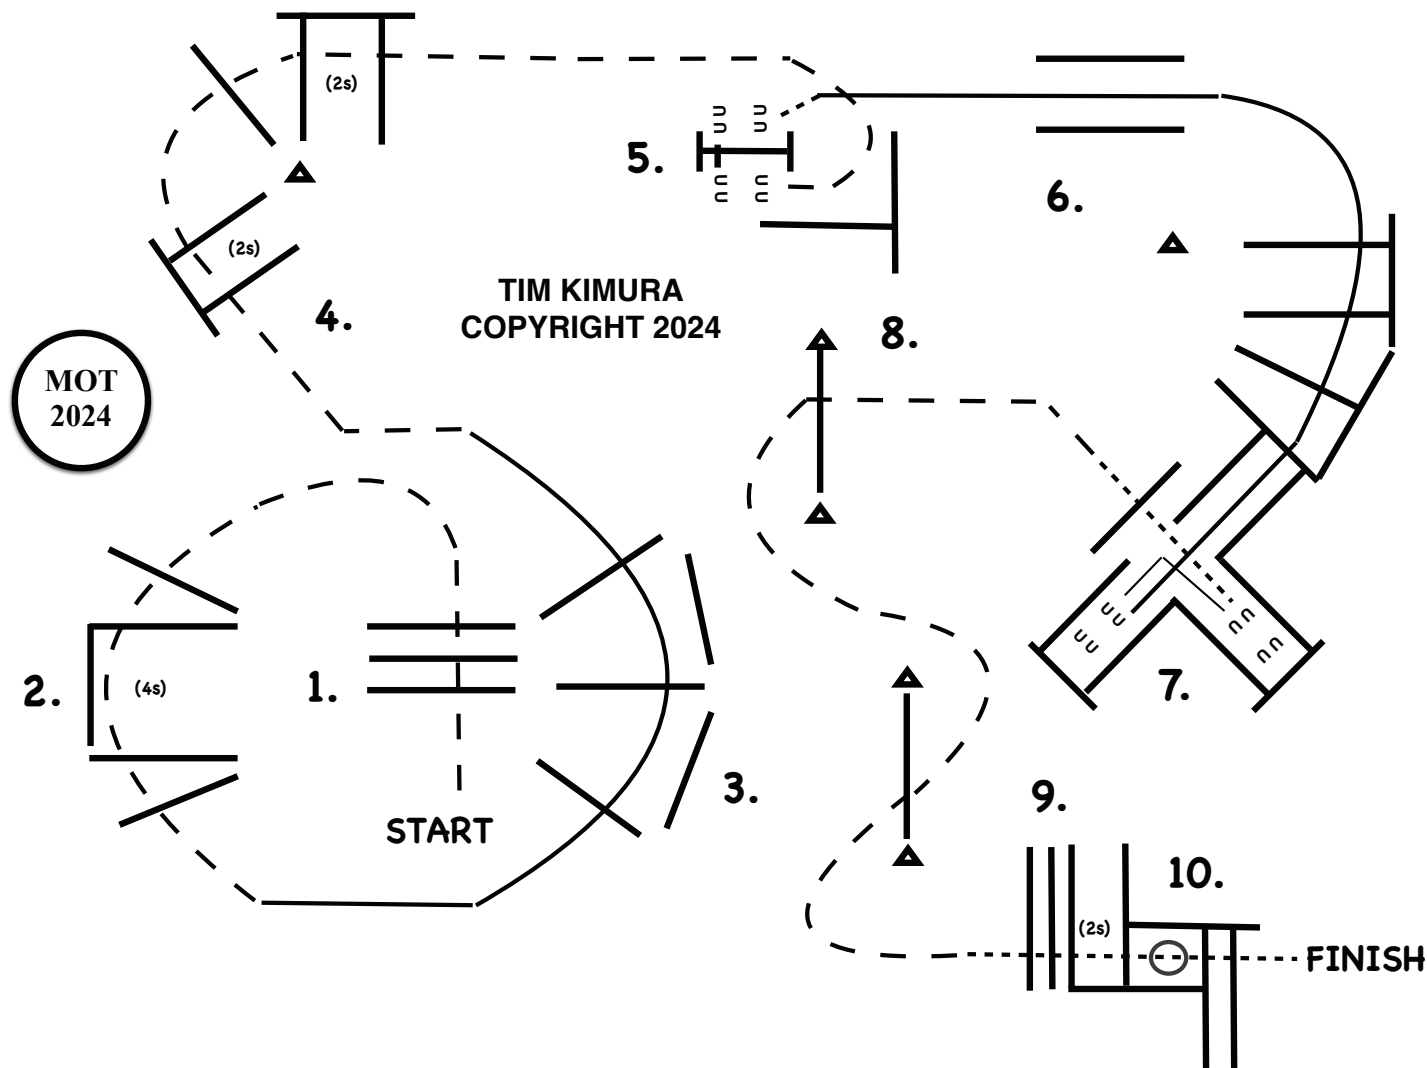 (2s)
5.
6.
(2s)
TIM KIMURA
COPYRIGHT 2024
4.
8.
MOT
2024
2.
(4s)
1.
7.
3.
START
9.
10.
(2s)
FINISH